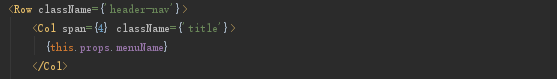 <Row className={'header-nav'}>
<Col span={4} className={'title'}>
{this.props.menuName}
</Col>